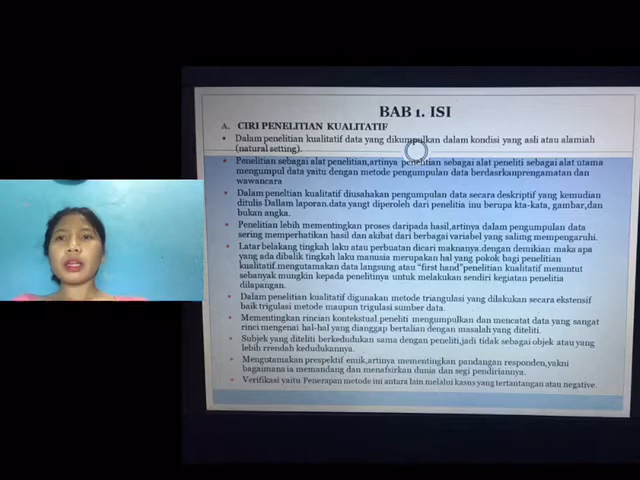 BAB 1. ISI
A. CIRI PENELITIAN KUALITATIF
• Dalam penelitian kualitatif data yang dikumpulkan dalam kondisi yang asli atau alamiah
(natural setting).
• Penelitian sebagai alat penelitian,artinya penelitian sebagai alat peneliti sebagai alat utama
mengumpul data yaitu dengan metode pengumpulan data berdasrkanprengamatan dan
wawancara
• Dalam peneltian kualitatif diusahakan pengumpulan data secara deskriptif yang kemudian
ditulis Dallam laporan.data yangt diperoleh dari penelitia inu berupa kta-kata, gambar,dan
bukan angka.
• Penelitian lebih mementingkan proses daripada hasil,artinya dalam pengumpulan data
sering memperhatikan hasil dan akibat dari berbagai variabel yang salimg mempengaruhi.
• Latar belakang tingkah laku atau perbuatan dicari maknanya.dengan demikian maka apa
yang ada dibalik tingkah laku manusia merupakan hal yang pokok bagi penelitian
kualitatif.mengutamakan data langsung atau "first hand"penelitian kualitatif menuntut
sebanyak mungkin kepada penelitinya untuk melakukan sendiri kegiatan penelitia
dilapangan.
• Dalam penelitian kualitatif digunakan metode triangulasi yang dilakukan secara ekstensif
baik trigulasi metode maupun trigulasi sumber data.
• Mementingkan rincian kontekstual,peneliti mengumpulkan dan mencatat data yang sangat
rinci mengenai hal-hal yang dianggap bertalian dengan masalah yang diteliti.
• Subjek yang diteliti berkedudukan sama dengan peneliti,jadi tidak sebagai objek atau yang
lebih rrendah kedudukannya.
• Mengutamakan prespektif emik,artinya mementingkan pandangan responden,yakni
bagaimana ia memandang dan menafsirkan dunia dan segi pendiriannya.
• Verifikasi yaitu Penerapan metode ini antara lain melalui kasus yang tertantangan atau negative.